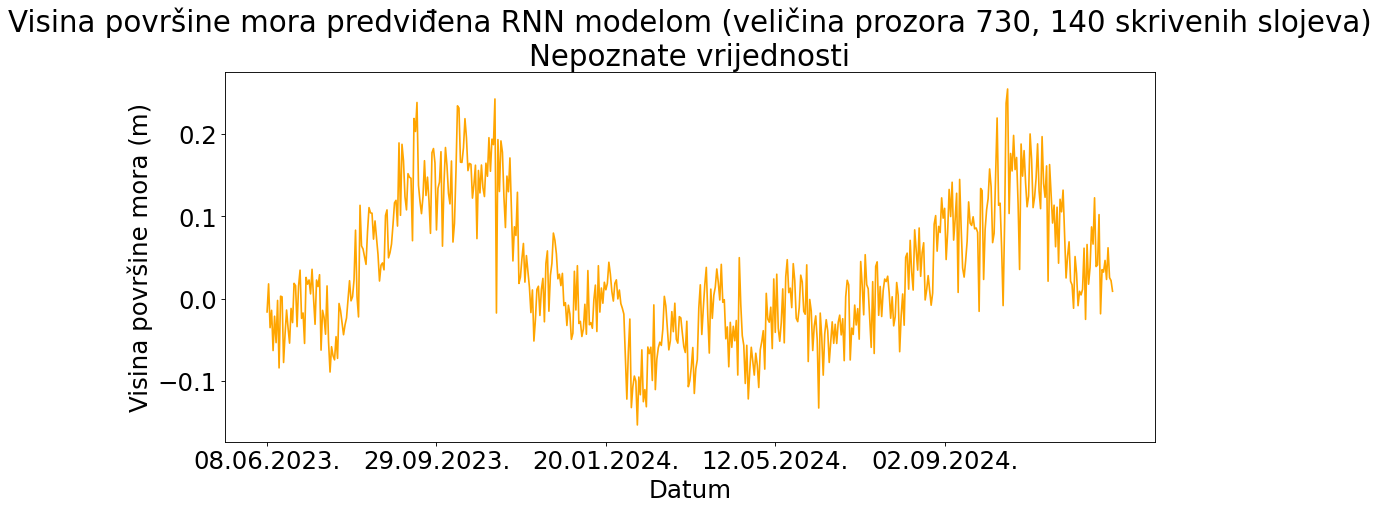 Visina površine mora predviđena RNN modelom (veličina prozora 730, 140 skrivenih slojeva)
Nepoznate vrijednosti
Visina površine mora (m)
0.2
0.1
0.0
−0.1
08.06.2023. 29.09.2023. 20.01.2024. 12.05.2024. 02.09.2024.
Datum